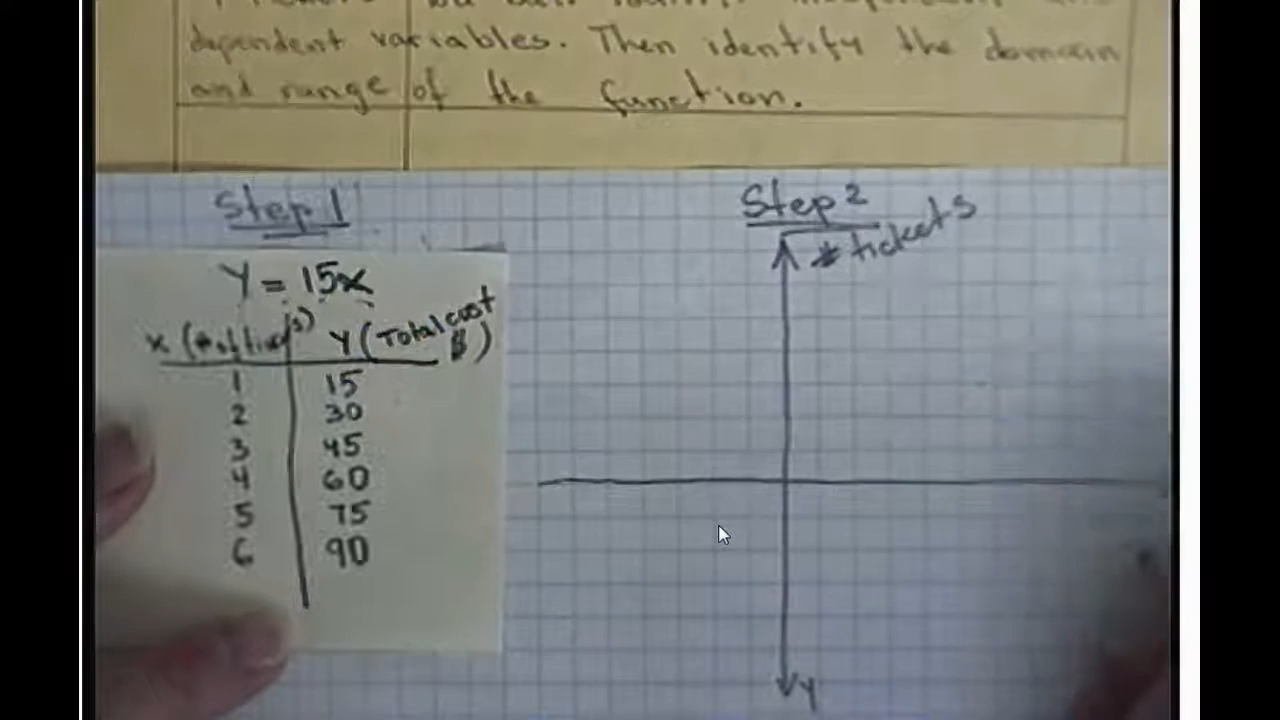 dependent variables. Then identify the domain
and range of the function.
Step 1
Y = 15x
Y (Total cost $)
1 15
2 30
3 45
4 60
5 75
6 90
Step 2
# tickets
Y